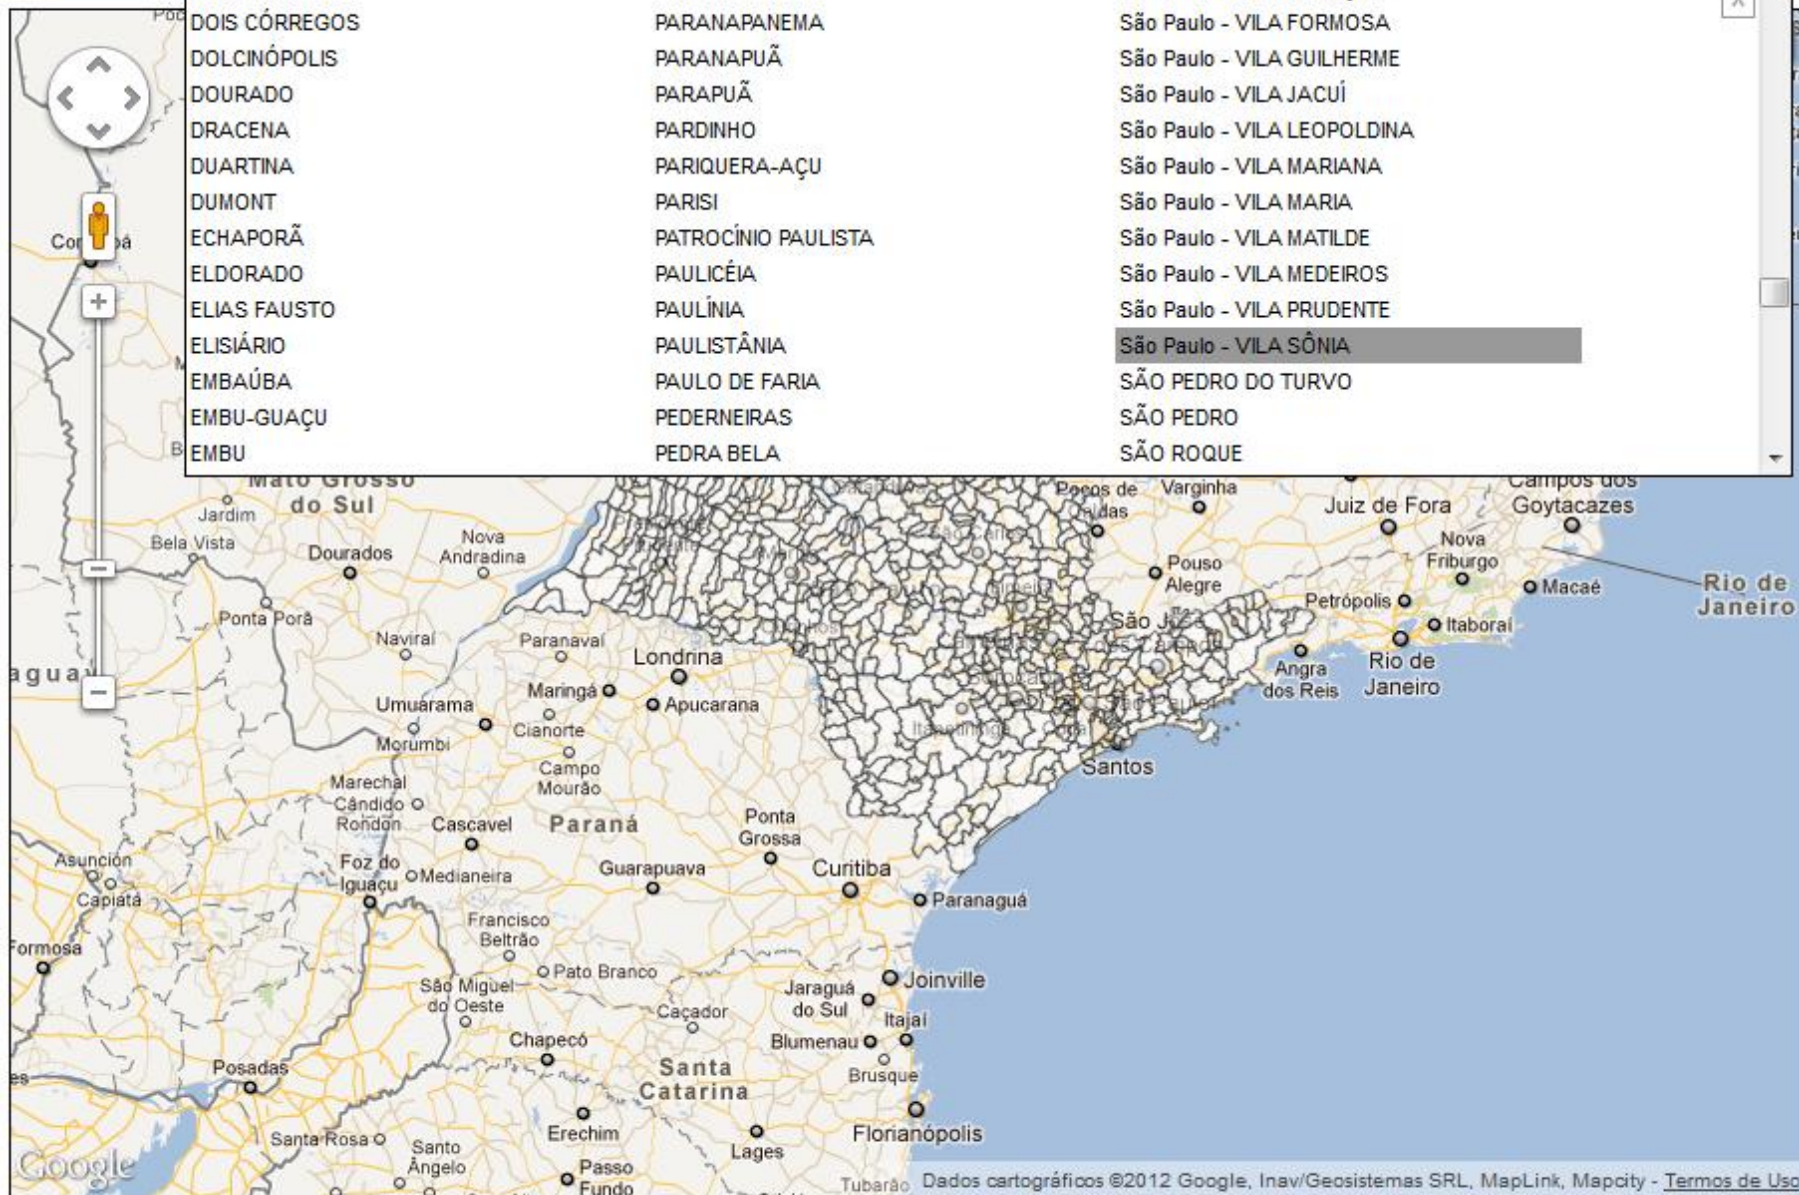 DOIS CÓRREGOS
DOLCINÓPOLIS
DOURADO
DRACENA
DUARTINA
DUMONT
ECHAPORÃ
ELDORADO
ELIAS FAUSTO
ELISIÁRIO
EMBAÚBA
EMBU-GUAÇU
EMBU
PARANAPANEMA
PARANAPUÃ
PARAPUÃ
PARDINHO
PARIQUERA-AÇU
PARISI
PATROCÍNIO PAULISTA
PAULICÉIA
PAULÍNIA
PAULISTÂNIA
PAULO DE FARIA
PEDERNEIRAS
PEDRA BELA
São Paulo - VILA FORMOSA
São Paulo - VILA GUILHERME
São Paulo - VILA JACUÍ
São Paulo - VILA LEOPOLDINA
São Paulo - VILA MARIANA
São Paulo - VILA MARIA
São Paulo - VILA MATILDE
São Paulo - VILA MEDEIROS
São Paulo - VILA PRUDENTE
São Paulo - VILA SÔNIA
SÃO PEDRO DO TURVO
SÃO PEDRO
SÃO ROQUE
Mato Grosso
do Sul
Jardim
Bela Vista
Dourados
Nova
Andradina
Ponta Porã
Naviraí
Paranavaí
Londrina
Maringá
Apucarana
Umuarama
Cianorte
Morumbi
Campo
Mourão
Marechal
Cândido
Rondon
Cascavel
Paraná
Ponta
Grossa
Asunción
Capiatá
Foz do
Iguaçu
Medianeira
Guarapuava
Curitiba
Paranaguá
Francisco
Beltrão
Formosa
Pato Branco
São Miguel
do Oeste
Joinville
Jaraguá
do Sul
Caçador
Itajaí
Chapecó
Blumenau
Posadas
Santa
Catarina
Brusque
Santa Rosa
Erechim
Florianópolis
Santo
Ângelo
Lages
Passo
Fundo
Tubarão
Poços de
Varginha
Juiz de Fora
Campos dos
Goytacazes
Nova
Friburgo
Pouso
Alegre
Petrópolis
Macaé
Rio de
Janeiro
Itaboraí
Angra
dos Reis
Rio de
Janeiro
São Carlos
Itapetininga
Santos
Google
Dados cartográficos ©2012 Google, Inav/Geosistemas SRL, MapLink, Mapcity - Termos de Uso